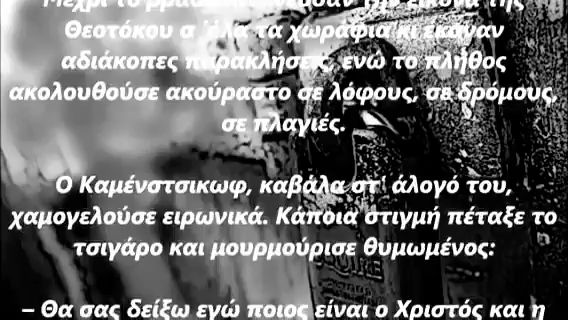 Θεοτόκου σ᾽ όλα τα χωράφια κι έκαναν
αδιάκοπες παρακλήσεις, ενώ το πλήθος
ακολουθούσε ακούραστο σε λόφους, σε δρόμους,
σε πλαγιές.
Ο Καμένστσικωφ, καβάλα στ' άλογό του,
χαμογελούσε ειρωνικά. Κάποια στιγμή πέταξε το
τσιγάρο και μουρμούρισε θυμωμένος:
– Θα σας δείξω εγώ ποιος είναι ο Χριστός και η